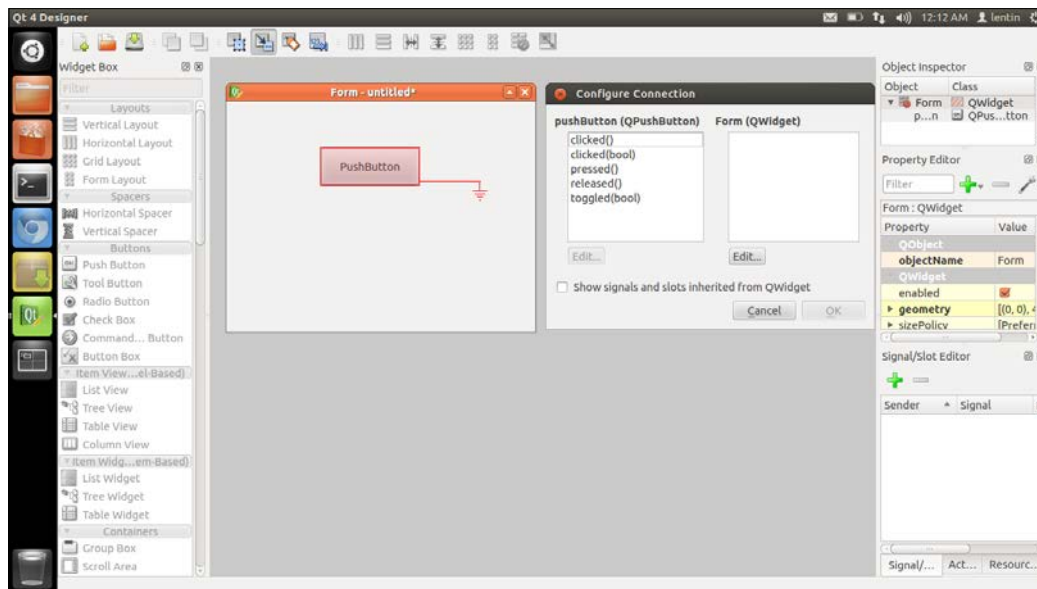 Qt 4 Designer
12:12 AM lentin
Widget Box
Filter
Layouts
Vertical Layout
Horizontal Layout
Grid Layout
Form Layout
Spacers
Horizontal Spacer
Vertical Spacer
Buttons
Push Button
Tool Button
Radio Button
Check Box
Command... Button
Button Box
Item View...el-Based)
List View
Tree View
Table View
Column View
Item Widg...em-Based)
List Widget
Tree Widget
Table Widget
Containers
Group Box
Scroll Area
Form - untitled*
PushButton
Configure Connection
pushButton (QPushButton) Form (QWidget)
clicked()
clicked(bool)
pressed()
released()
toggled(bool)
Edit... Edit...
Show signals and slots inherited from QWidget
Cancel OK
Object Inspector
Object Class
Form QWidget
p...n QPus...tton
Property Editor
Filter
Form : QWidget
Property Value
QObject
objectName Form
QWidget
enabled
geometry [(0, 0), 4
sizePolicy [Preferi
Signal/Slot Editor
Sender Signal
Signal/... Act... Resourc...